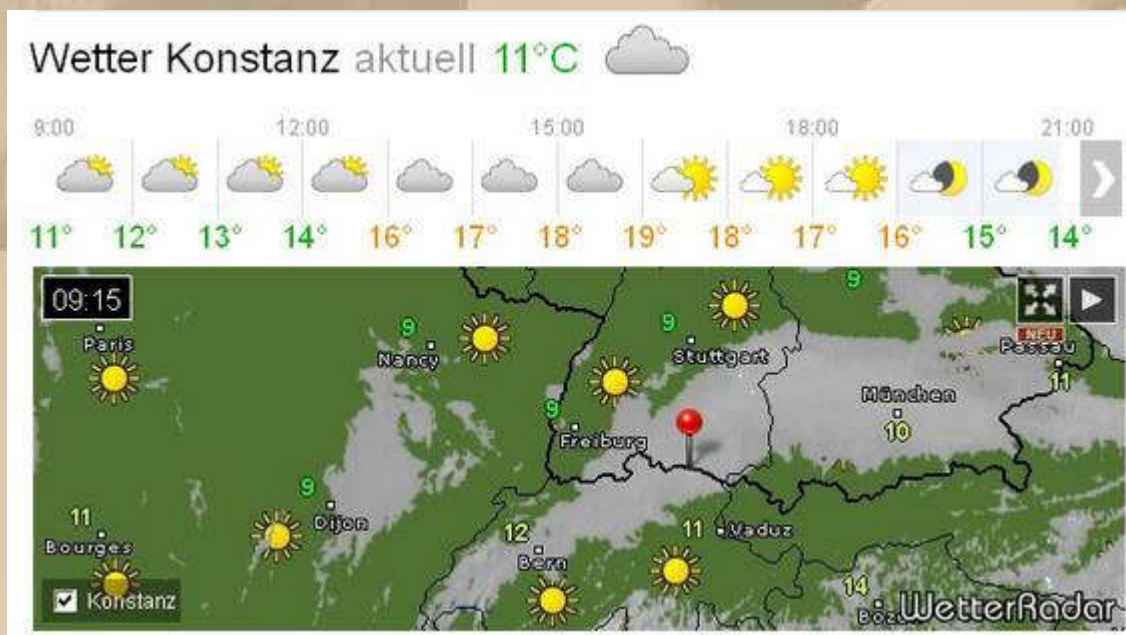 Wetter Konstanz aktuell 11°C
9:00 12:00 15:00 18:00 21:00
11° 12° 13° 14° 16° 17° 18° 19° 18° 17° 16° 15° 14°
09:15
9
NEU
Paris
9
Nancy
9
Stuttgart
Passau
11
München
10
9
Freiburg
9
Dijon
11
Bourges
12
Bern
11
Vaduz
14
Konstanz
WetterRadar